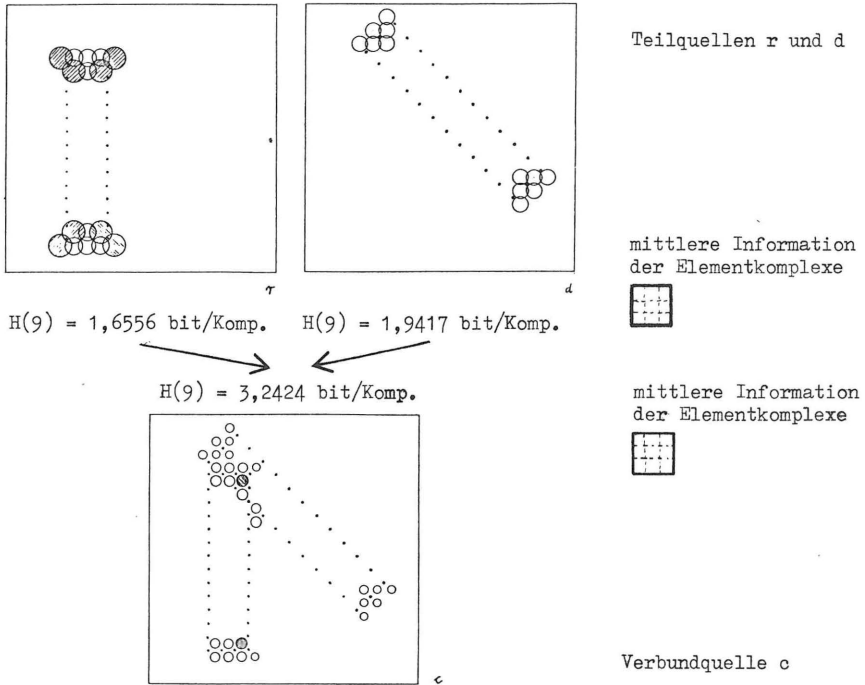 Teilquellen r und d
mittlere Information
der Elementkomplexe
r
d
H(9) = 1,6556 bit/Komp.
H(9) = 1,9417 bit/Komp.
H(9) = 3,2424 bit/Komp.
mittlere Information
der Elementkomplexe
Verbundquelle c
c